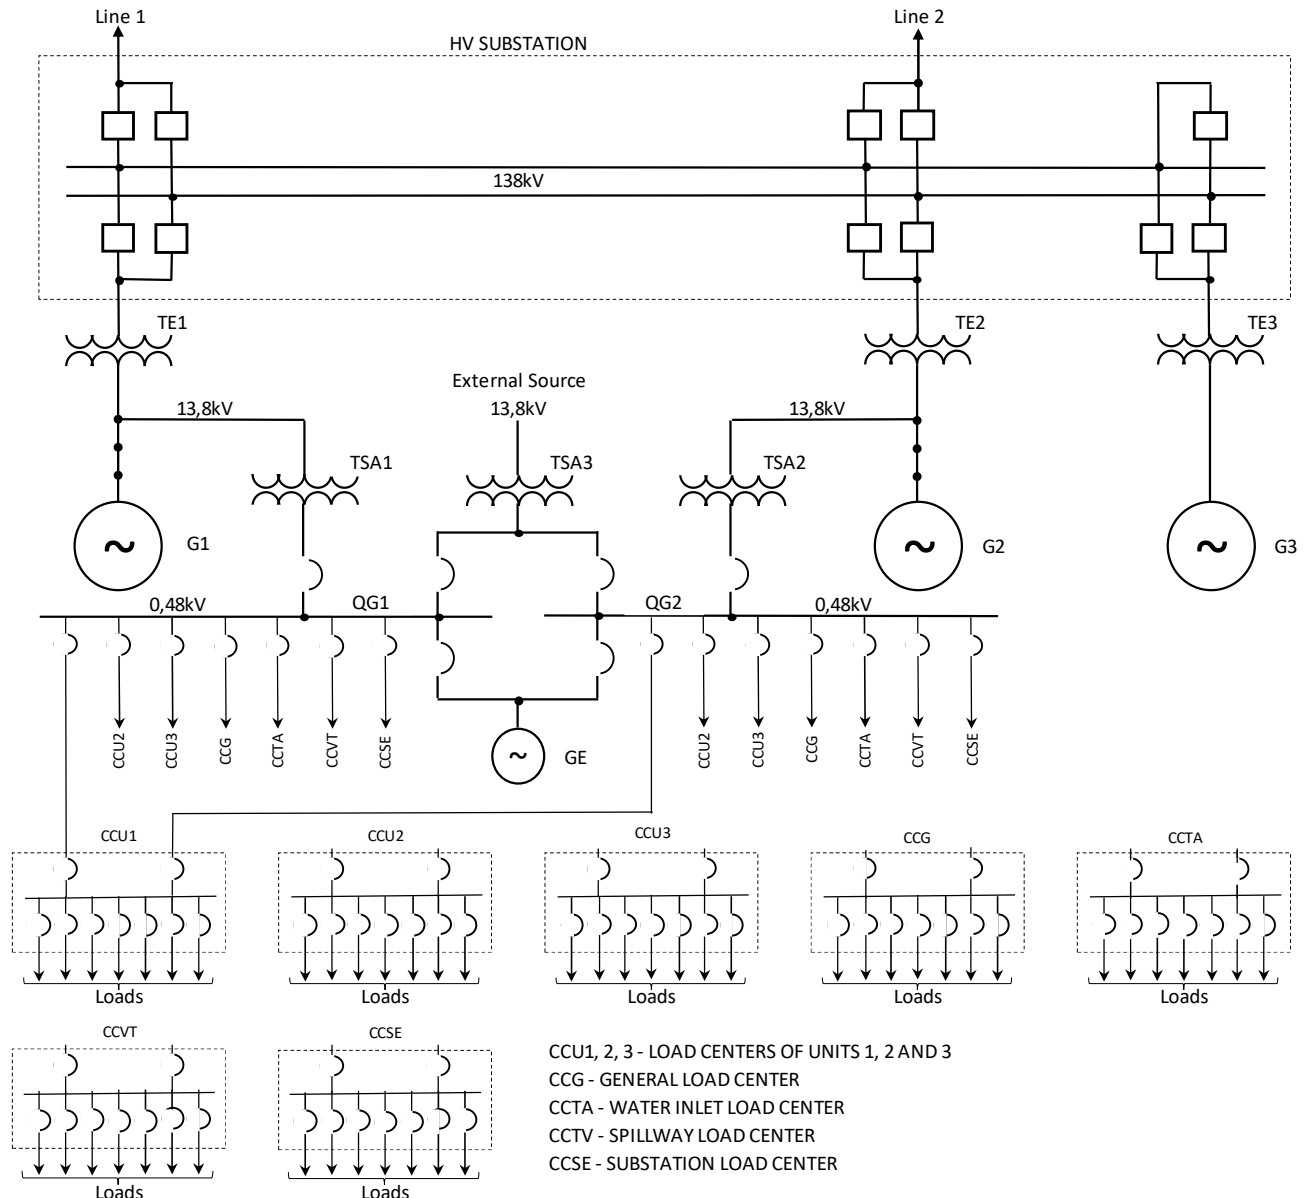 Line 1
Line 2
HV SUBSTATION
138kV
TE1
TE2
TE3
External Source
13,8kV
13,8kV
13,8kV
TSA1
TSA3
TSA2
~
G1
~
G2
~
G3
0,48kV
QG1
QG2
0,48kV
CCU2
CCU3
CCG
CCTA
CCVT
CCSE
~
GE
CCU2
CCU3
CCG
CCTA
CCVT
CCSE
CCU1
CCU2
CCU3
CCG
CCTA
Loads
Loads
Loads
Loads
Loads
CCVT
CCSE
Loads
Loads
CCU1, 2, 3 - LOAD CENTERS OF UNITS 1, 2 AND 3
CCG - GENERAL LOAD CENTER
CCTA - WATER INLET LOAD CENTER
CCTV - SPILLWAY LOAD CENTER
CCSE - SUBSTATION LOAD CENTER